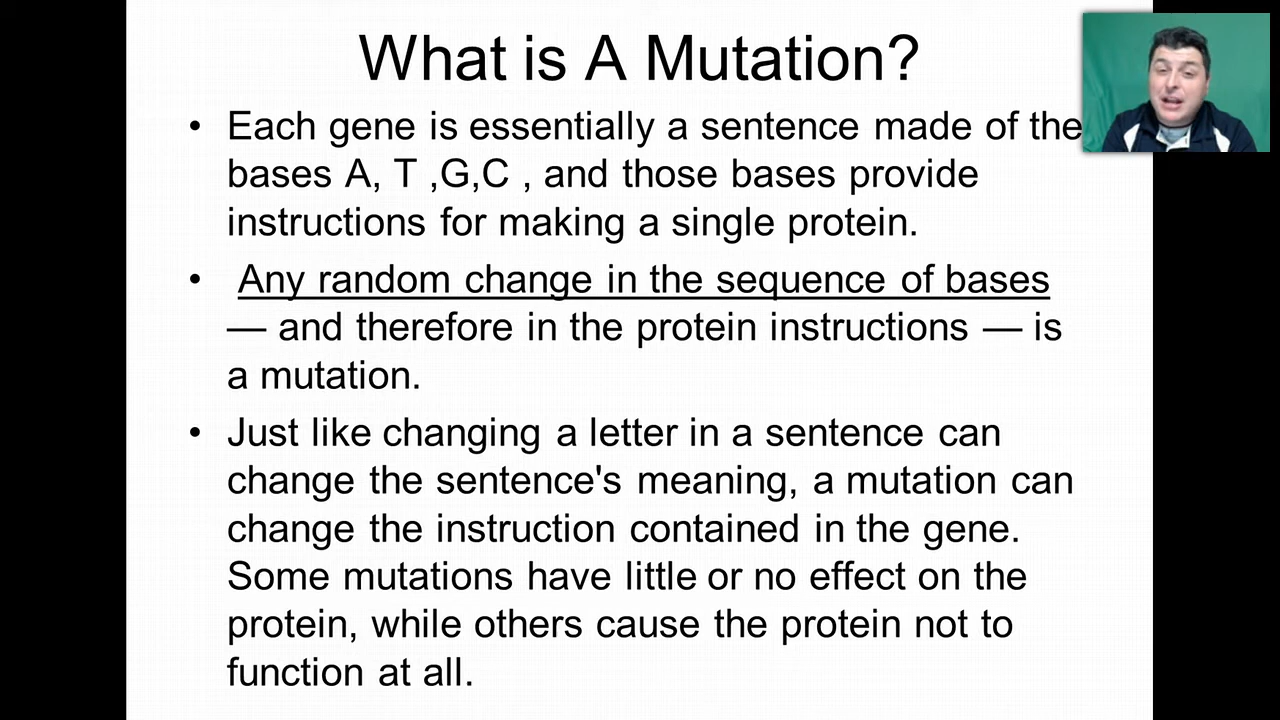 What is A Mutation?
• Each gene is essentially a sentence made of the
bases A, T ,G,C , and those bases provide
instructions for making a single protein.
• Any random change in the sequence of bases
— and therefore in the protein instructions — is
a mutation.
• Just like changing a letter in a sentence can
change the sentence's meaning, a mutation can
change the instruction contained in the gene.
Some mutations have little or no effect on the
protein, while others cause the protein not to
function at all.